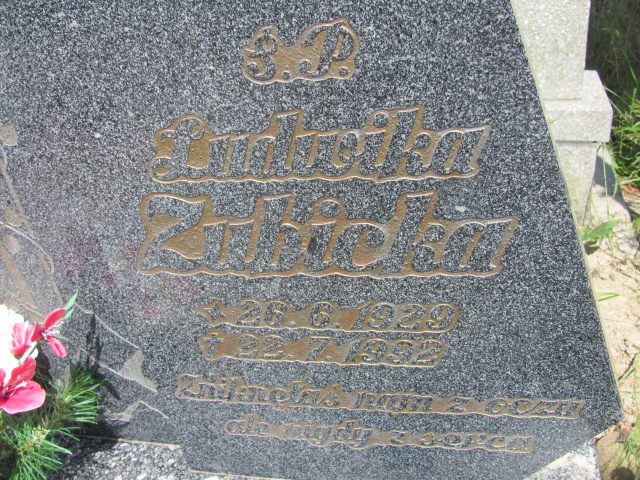 Ś.P.
Ludwika
Zubicka
* 26.6.1929
† 22.7.1992
Zniknęłaś nam z oczu
ale nigdy z serca